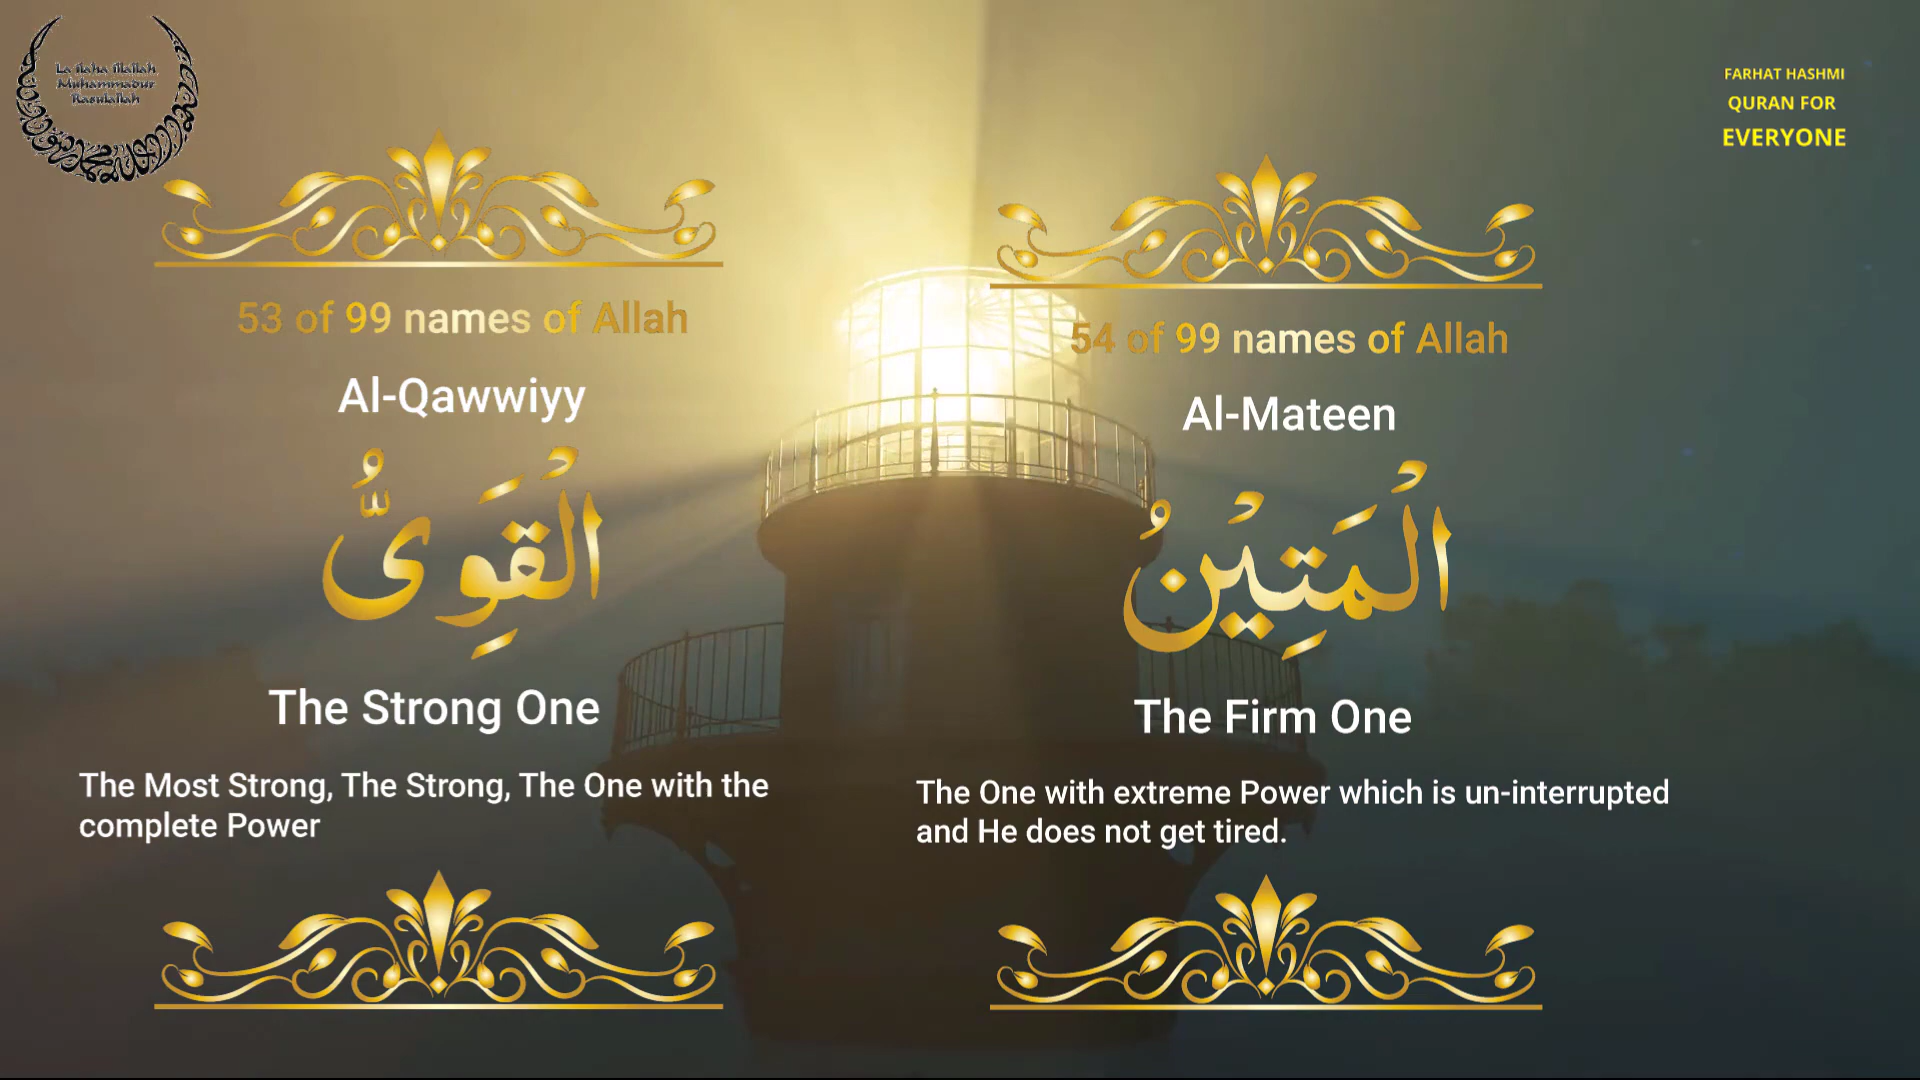 La ilaha illallah
Muhammadur
Rasulallah
FARHAT HASHMI
QURAN FOR
EVERYONE
53 of 99 names of Allah
Al-Qawwiyy
الْقَوِىُّ
The Strong One
The Most Strong, The Strong, The One with the
complete Power
54 of 99 names of Allah
Al-Mateen
الْمَتِيْنُ
The Firm One
The One with extreme Power which is un-interrupted
and He does not get tired.